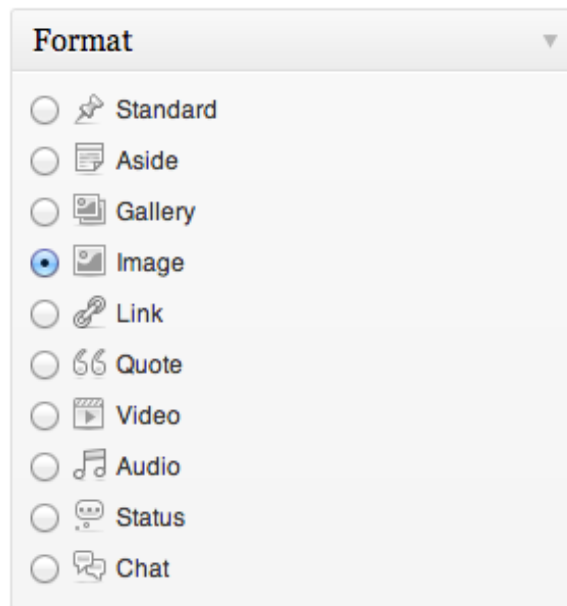 Format
Standard
Aside
Gallery
Image
Link
Quote
Video
Audio
Status
Chat